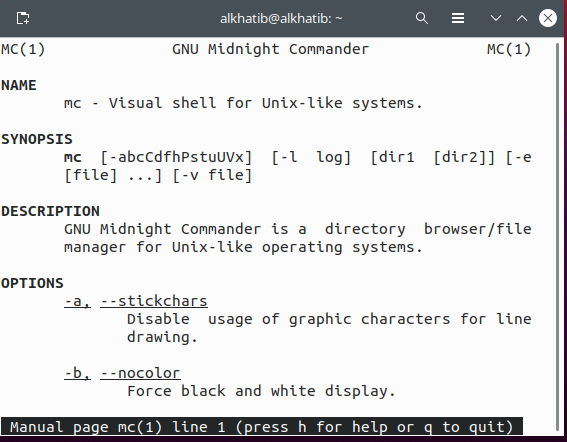 alkhatib@alkhatib: ~
MC(1) GNU Midnight Commander MC(1)
NAME
mc - Visual shell for Unix-like systems.
SYNOPSIS
mc [-abcCdfhPstuUVx] [-l log] [dir1 [dir2]] [-e
[file] ...] [-v file]
DESCRIPTION
GNU Midnight Commander is a directory browser/file
manager for Unix-like operating systems.
OPTIONS
-a, --stickchars
Disable usage of graphic characters for line
drawing.
-b, --nocolor
Force black and white display.
Manual page mc(1) line 1 (press h for help or q to quit)